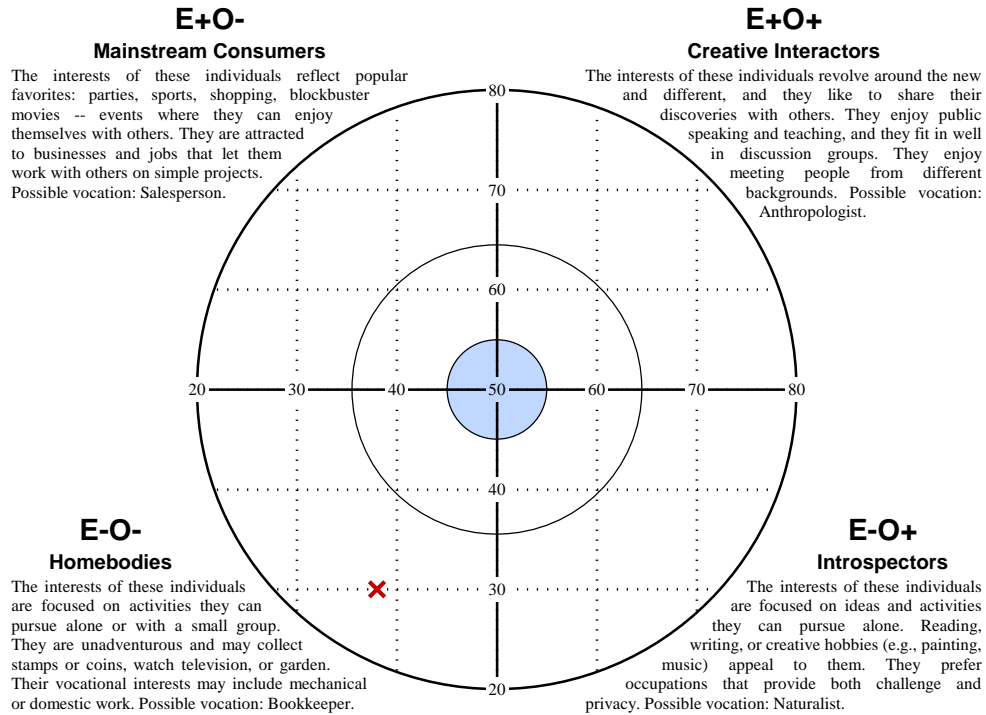 E+O-
Mainstream Consumers
The interests of these individuals reflect popular
favorites: parties, sports, shopping, blockbuster
movies -- events where they can enjoy
themselves with others. They are attracted
to businesses and jobs that let them
work with others on simple projects.
Possible vocation: Salesperson.
E+O+
Creative Interactors
The interests of these individuals revolve around the new
and different, and they like to share their
discoveries with others. They enjoy public
speaking and teaching, and they fit in well
in discussion groups. They enjoy
meeting people from different
backgrounds. Possible vocation:
Anthropologist.
80
70
60
20 30 40 50 60 70 80
40
30
20
E-O-
Homebodies
The interests of these individuals
are focused on activities they can
pursue alone or with a small group.
They are unadventurous and may collect
stamps or coins, watch television, or garden.
Their vocational interests may include mechanical
or domestic work. Possible vocation: Bookkeeper.
E-O+
Introspectors
The interests of these individuals
are focused on ideas and activities
they can pursue alone. Reading,
writing, or creative hobbies (e.g., painting,
music) appeal to them. They prefer
occupations that provide both challenge and
privacy. Possible vocation: Naturalist.